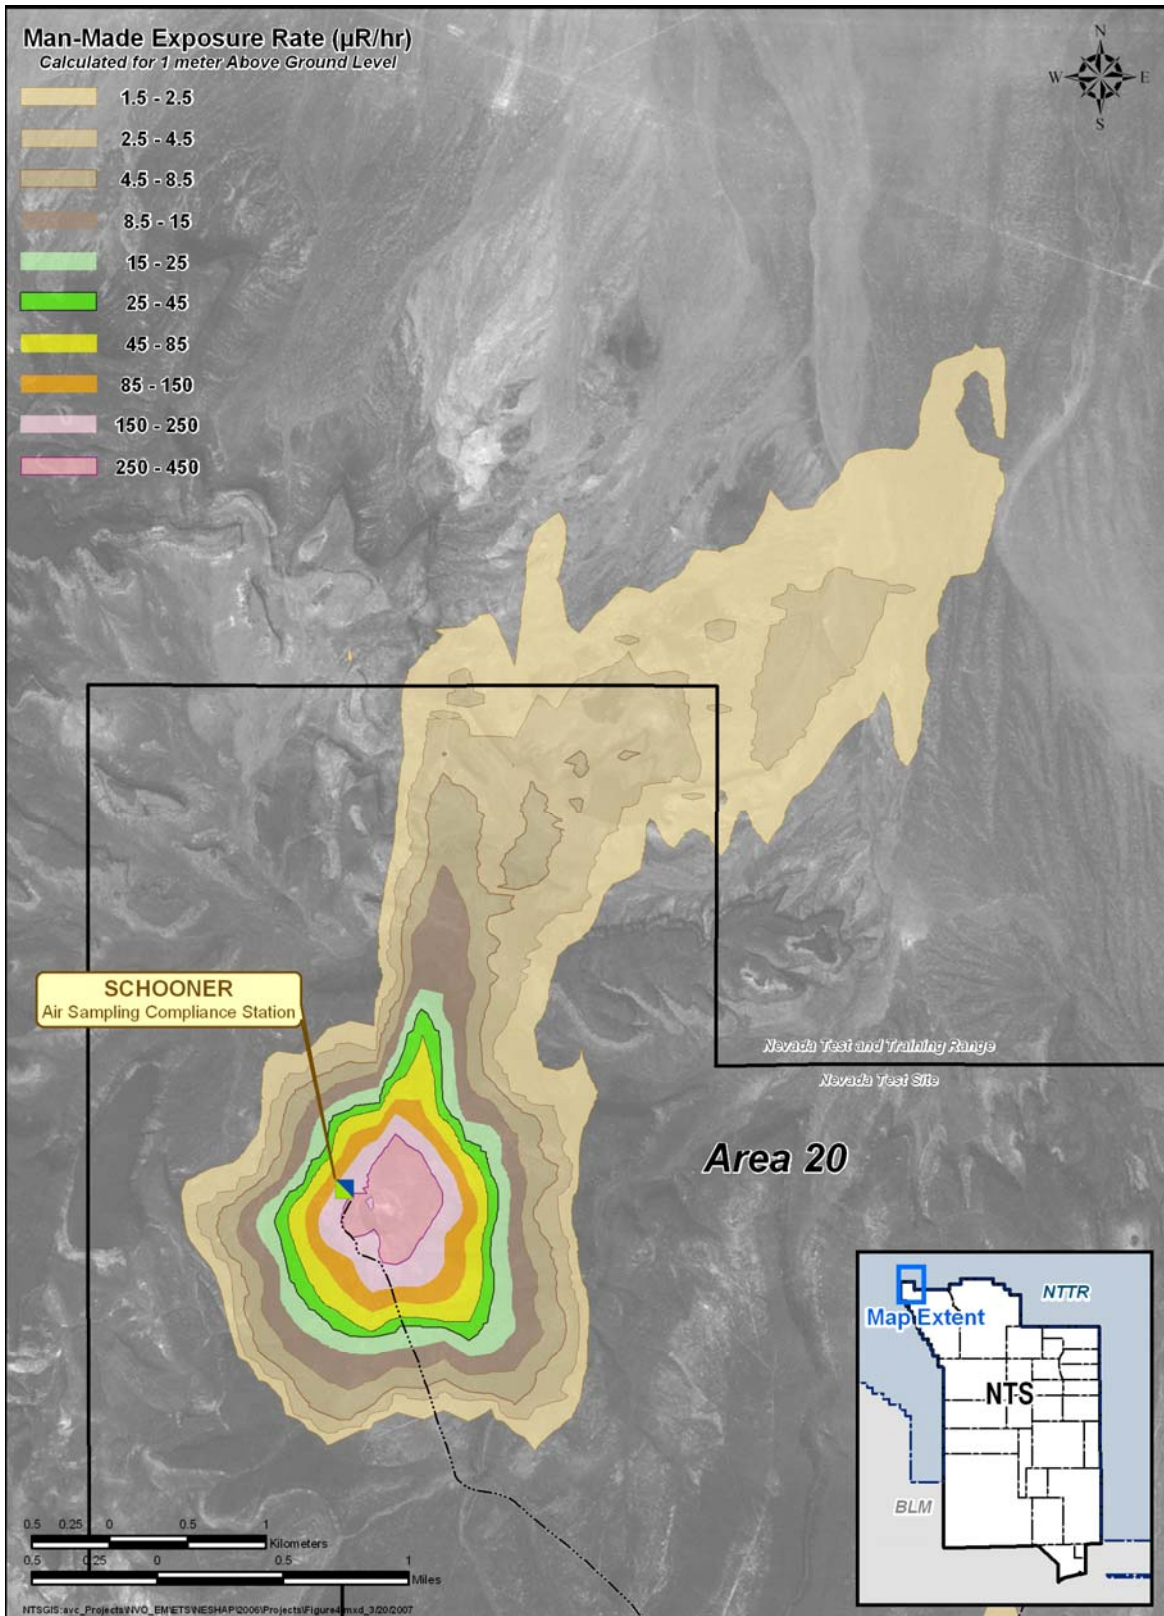 Man-Made Exposure Rate (µR/hr)
Calculated for 1 meter Above Ground Level
1.5 - 2.5
2.5 - 4.5
4.5 - 8.5
8.5 - 15
15 - 25
25 - 45
45 - 85
85 - 150
150 - 250
250 - 450
N
W E
S
SCHOONER
Air Sampling Compliance Station
Nevada Test and Training Range
Nevada Test Site
Area 20
NTTR
Map Extent
NTS
BLM
0.5 0.25 0 0.5 1
Kilometers
0.5 0.25 0 0.5 1
Miles